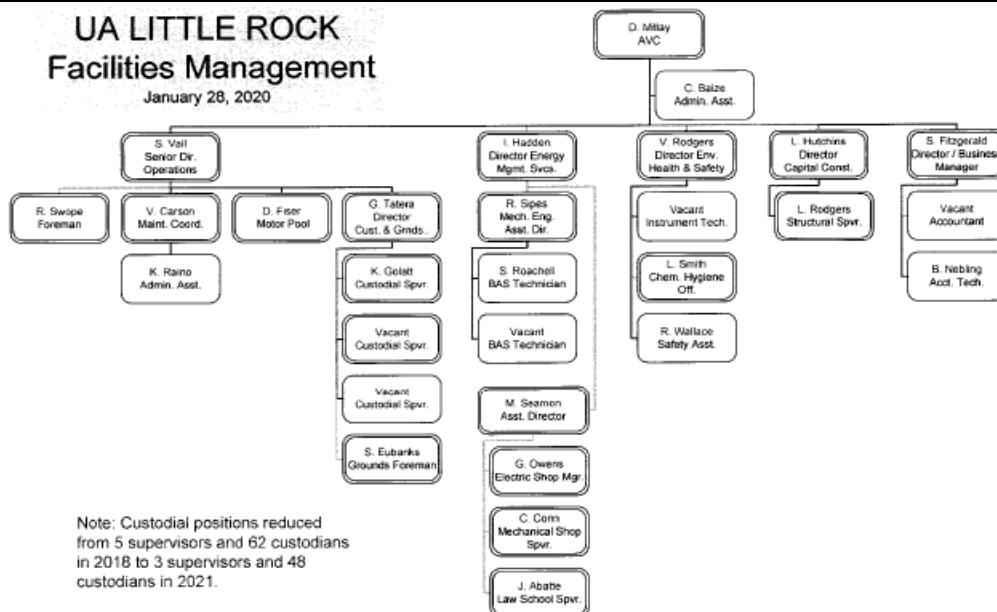 UA LITTLE ROCK
Facilities Management
January 28, 2020
D. Millay
AVC
C. Baize
Admin. Asst.
S. Vail
Senior Dir.
Operations
I. Hadden
Director Energy
Mgmt. Svcs.
V. Rodgers
Director Env.
Health & Safety
L. Hutchins
Director
Capital Const.
S. Fitzgerald
Director / Business
Manager
R. Swope
Foreman
V. Carson
Maint. Coord.
D. Fiser
Motor Pool
G. Tatera
Director
Cust. & Grnds.
R. Sipes
Mech. Eng.
Asst. Dir.
Vacant
Instrument Tech.
L. Rodgers
Structural Spvr.
Vacant
Accountant
K. Raino
Admin. Asst.
K. Golatt
Custodial Spvr.
S. Roachell
BAS Technician
L. Smith
Chem. Hygiene
Off.
B. Nebling
Acct. Tech.
Vacant
Custodial Spvr.
Vacant
BAS Technician
R. Wallace
Safety Asst.
Vacant
Custodial Spvr.
M. Seamon
Asst. Director
S. Eubanks
Grounds Foreman
G. Owens
Electric Shop Mgr.
C. Conn
Mechanical Shop
Spvr.
J. Abatte
Law School Spvr.
Note: Custodial positions reduced
from 5 supervisors and 62 custodians
in 2018 to 3 supervisors and 48
custodians in 2021.